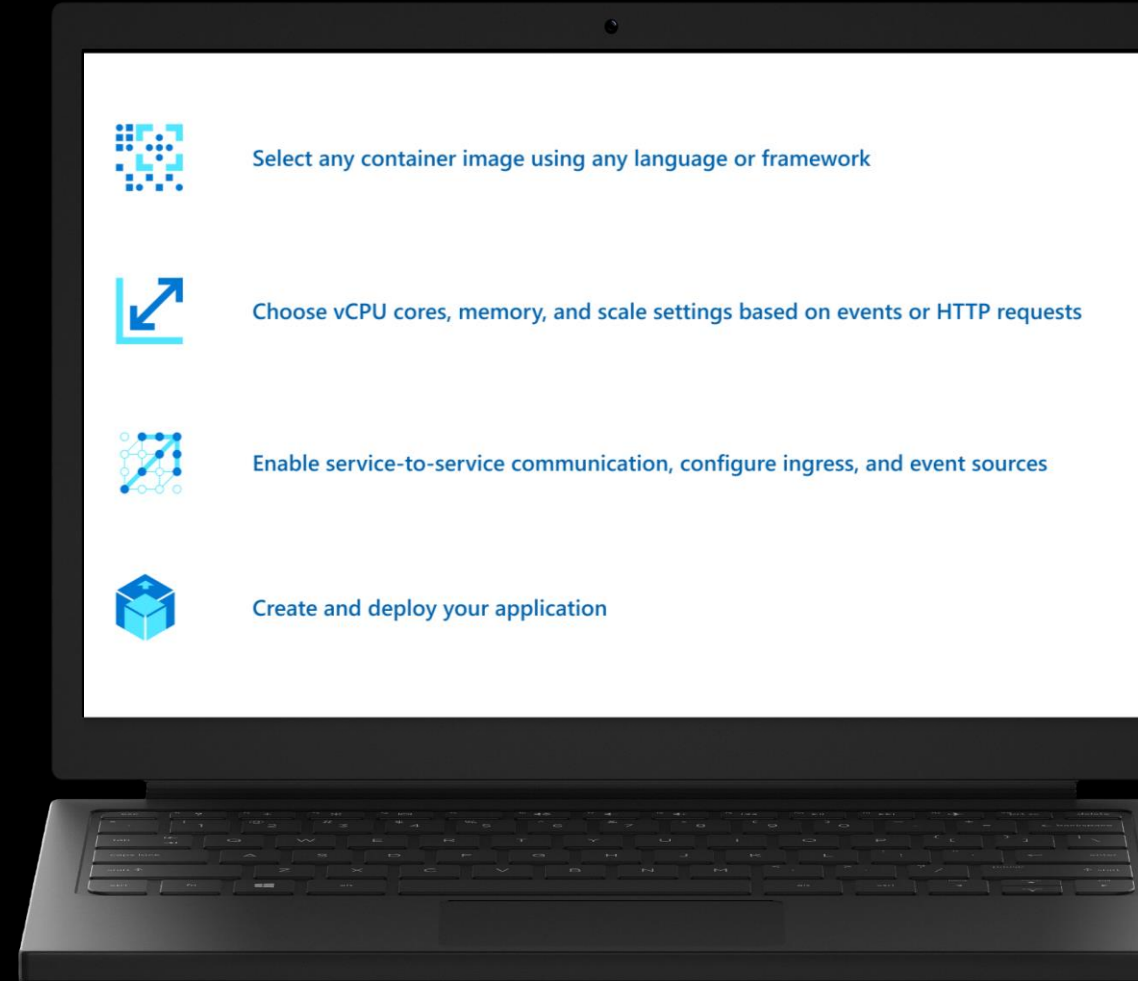 Select any container image using any language or framework
Choose vCPU cores, memory, and scale settings based on events or HTTP requests
Enable service-to-service communication, configure ingress, and event sources
Create and deploy your application